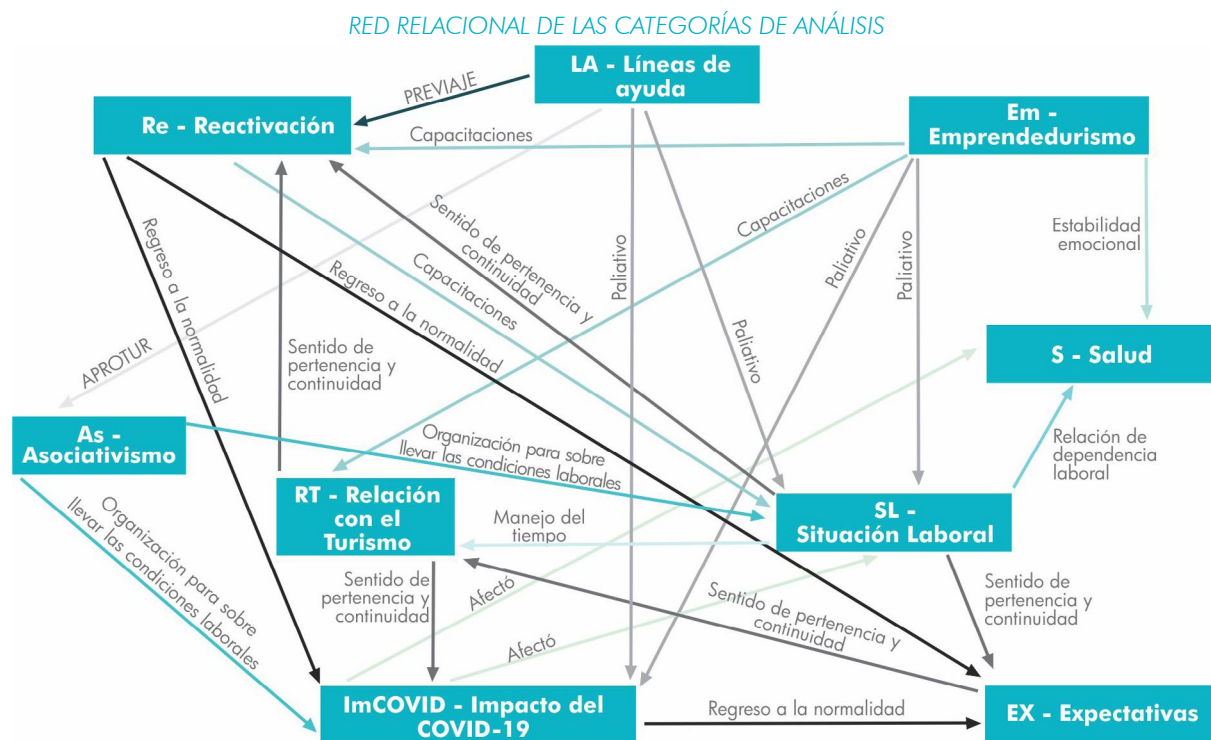 RED RELACIONAL DE LAS CATEGORÍAS DE ANÁLISIS
LA - Líneas de
ayuda
PREVIAJE
Re - Reactivación
Em -
Emprendedurismo
Capacitaciones
Capacitaciones
Sentido de pertenencia y
continuidad
Estabilidad
emocional
Regreso a la normalidad
Regreso a la normalidad
Capacitaciones
Paliativo
Paliativo
Paliativo
Paliativo
APROTUR
Sentido de
pertenencia y
continuidad
S - Salud
As -
Asociativismo
Organización para sobre
llevar las condiciones laborales
Relación de
dependencia
laboral
RT - Relación
con el
Turismo
Manejo del
tiempo
SL -
Situación Laboral
Organización para sobre
llevar las condiciones laborales
Sentido de
pertenencia y
continuidad
Afectó
Afectó
Sentido de pertenencia y
continuidad
Sentido de
pertenencia y
continuidad
ImCOVID - Impacto del
COVID-19
Regreso a la normalidad
EX - Expectativas